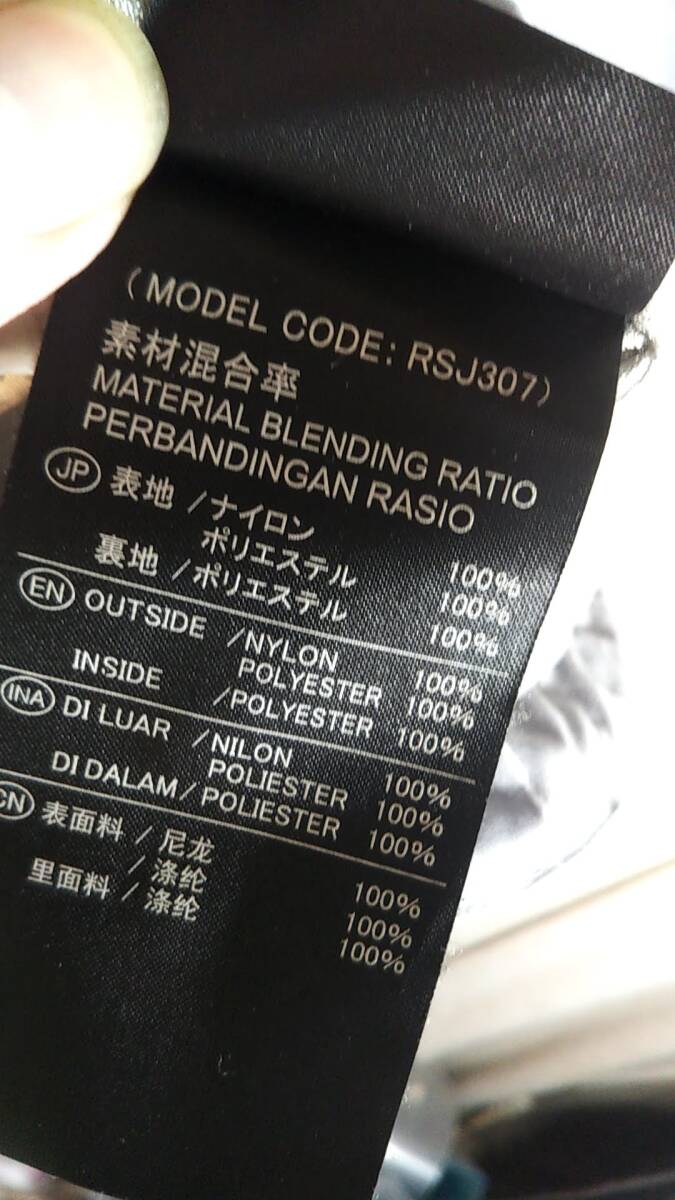 (MODEL CODE: RSJ307)
素材混合率
MATERIAL BLENDING RATIO
PERBANDINGAN RASIO
JP 表地 / ナイロン 100%
ポリエステル 100%
裏地 / ポリエステル 100%
EN OUTSIDE / NYLON 100%
POLYESTER 100%
INSIDE / POLYESTER 100%
INA DI LUAR / NILON 100%
POLIESTER 100%
DI DALAM / POLIESTER 100%
CN 表面料 / 尼龙 100%
/ 涤纶 100%
里面料 / 涤纶 100%